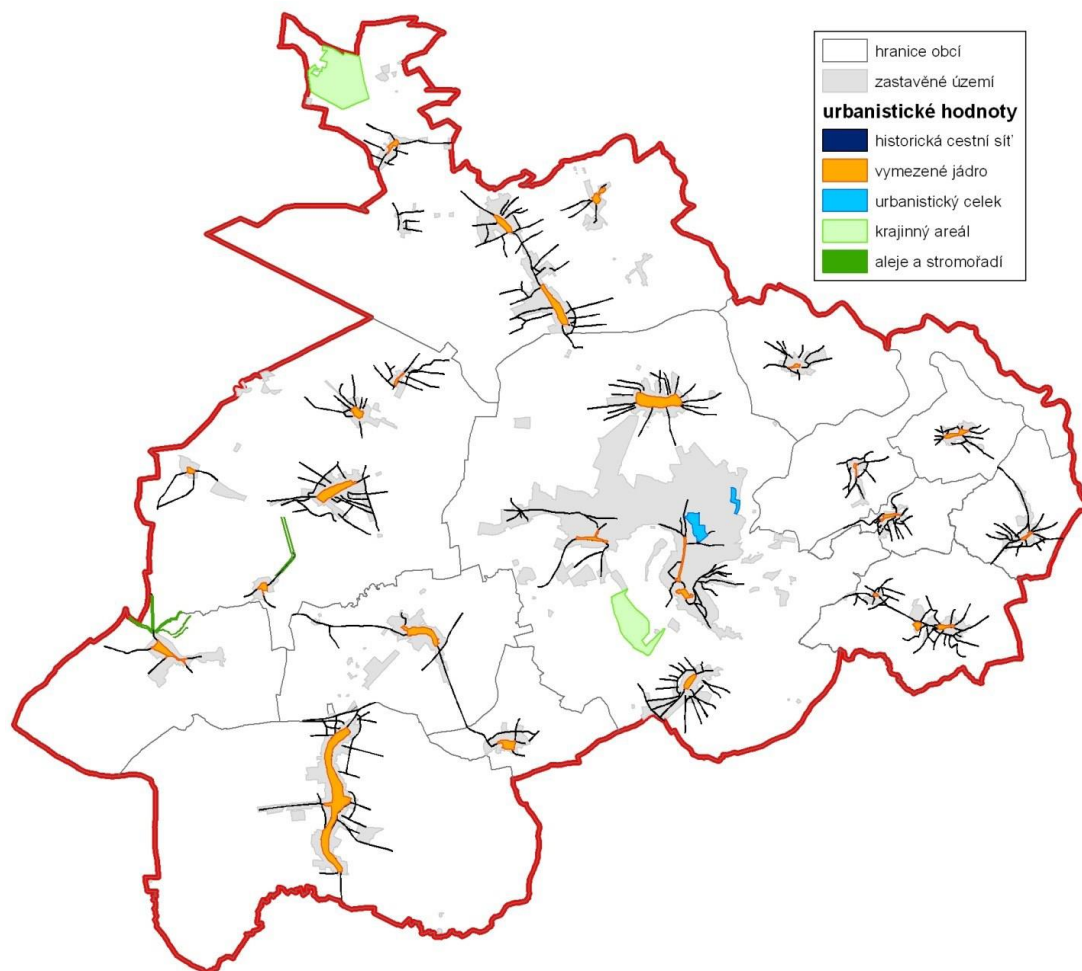 hranice obcí
zastavěné území
urbanistické hodnoty
historická cestní síť
vymezené jádro
urbanistický celek
krajinný areál
aleje a stromořadí